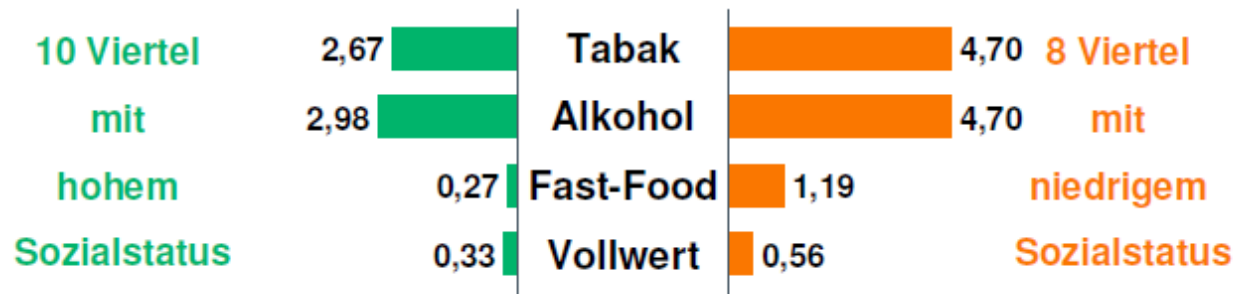 10 Viertel 2,67 Tabak 4,70 8 Viertel
mit 2,98 Alkohol 4,70 mit
hohem 0,27 Fast-Food 1,19 niedrigem
Sozialstatus 0,33 Vollwert 0,56 Sozialstatus